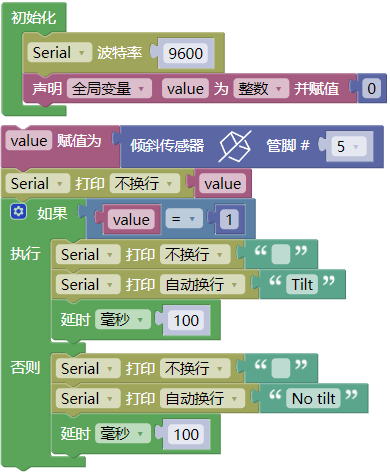 初始化
Serial 波特率 9600
声明 全局变量 value 为 整数 并赋值 0
value 赋值为 倾斜传感器 管脚 # 5
Serial 打印 不换行 value
如果 value = 1
执行 Serial 打印 不换行 “ ”
Serial 打印 自动换行 “ Tilt ”
延时 毫秒 100
否则 Serial 打印 不换行 “ ”
Serial 打印 自动换行 “ No tilt ”
延时 毫秒 100